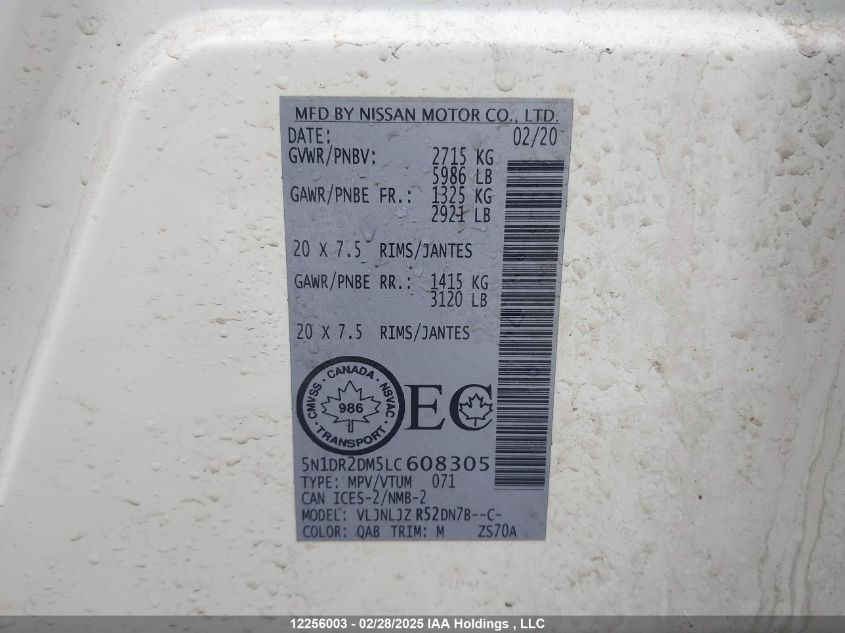 MFD BY NISSAN MOTOR CO., LTD.
DATE: 02/20
GVWR/PNBV: 2715 KG
5986 LB
GAWR/PNBE FR.: 1325 KG
2921 LB
20 X 7.5 RIMS/JANTES
GAWR/PNBE RR.: 1415 KG
3120 LB
20 X 7.5 RIMS/JANTES
CANADA · NSVAC · TRANSPORT · CMVSS ·
986
EC
5N1DR2DM5LC608305
TYPE: MPV/VTUM 071
CAN ICES-2/NMB-2
MODEL: VLJNLJZ R52DN7B--C-
COLOR: QAB TRIM: M ZS70A
12256003 - 02/28/2025 IAA Holdings , LLC